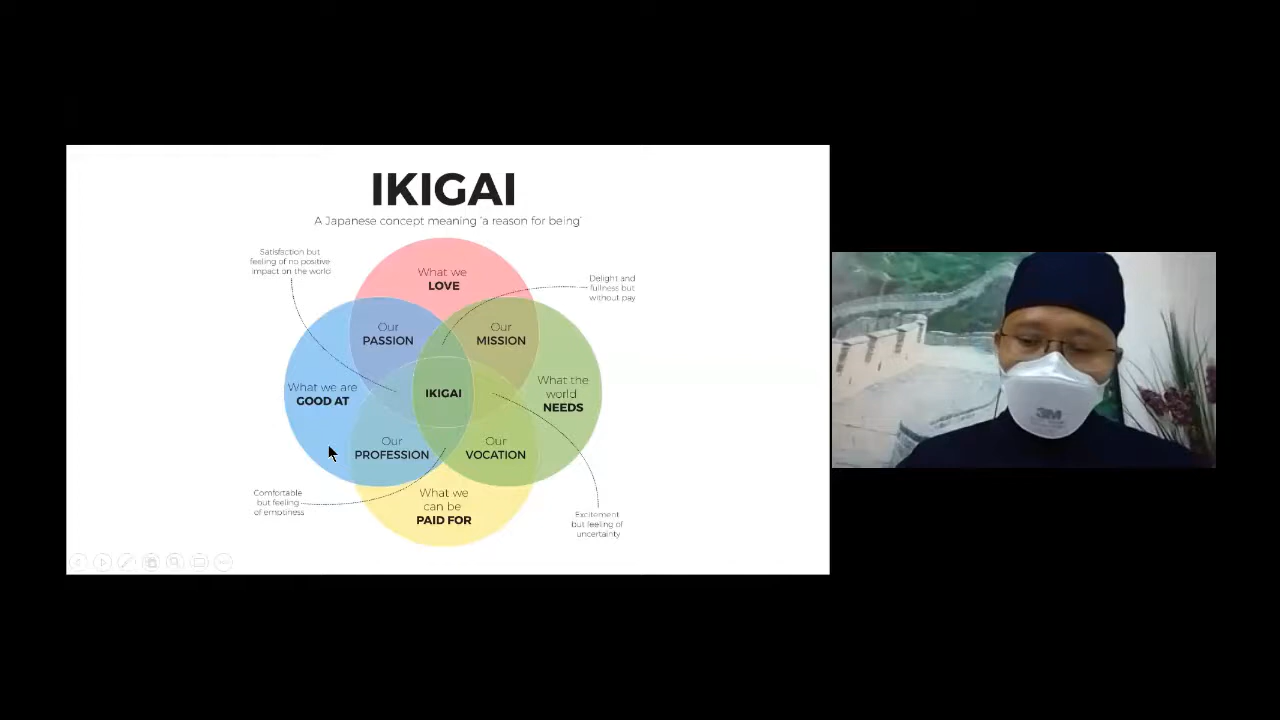 IKIGAI
A Japanese concept meaning 'a reason for being'
Satisfaction but
feeling of no positive
impact on the world
What we
LOVE
Delight and
fullness but
without pay
Our
PASSION
Our
MISSION
What we are
GOOD AT
IKIGAI
What the
world
NEEDS
Our
PROFESSION
Our
VOCATION
Comfortable
but feeling
of emptiness
What we
can be
PAID FOR
Excitement
but feeling of
uncertainty
3M